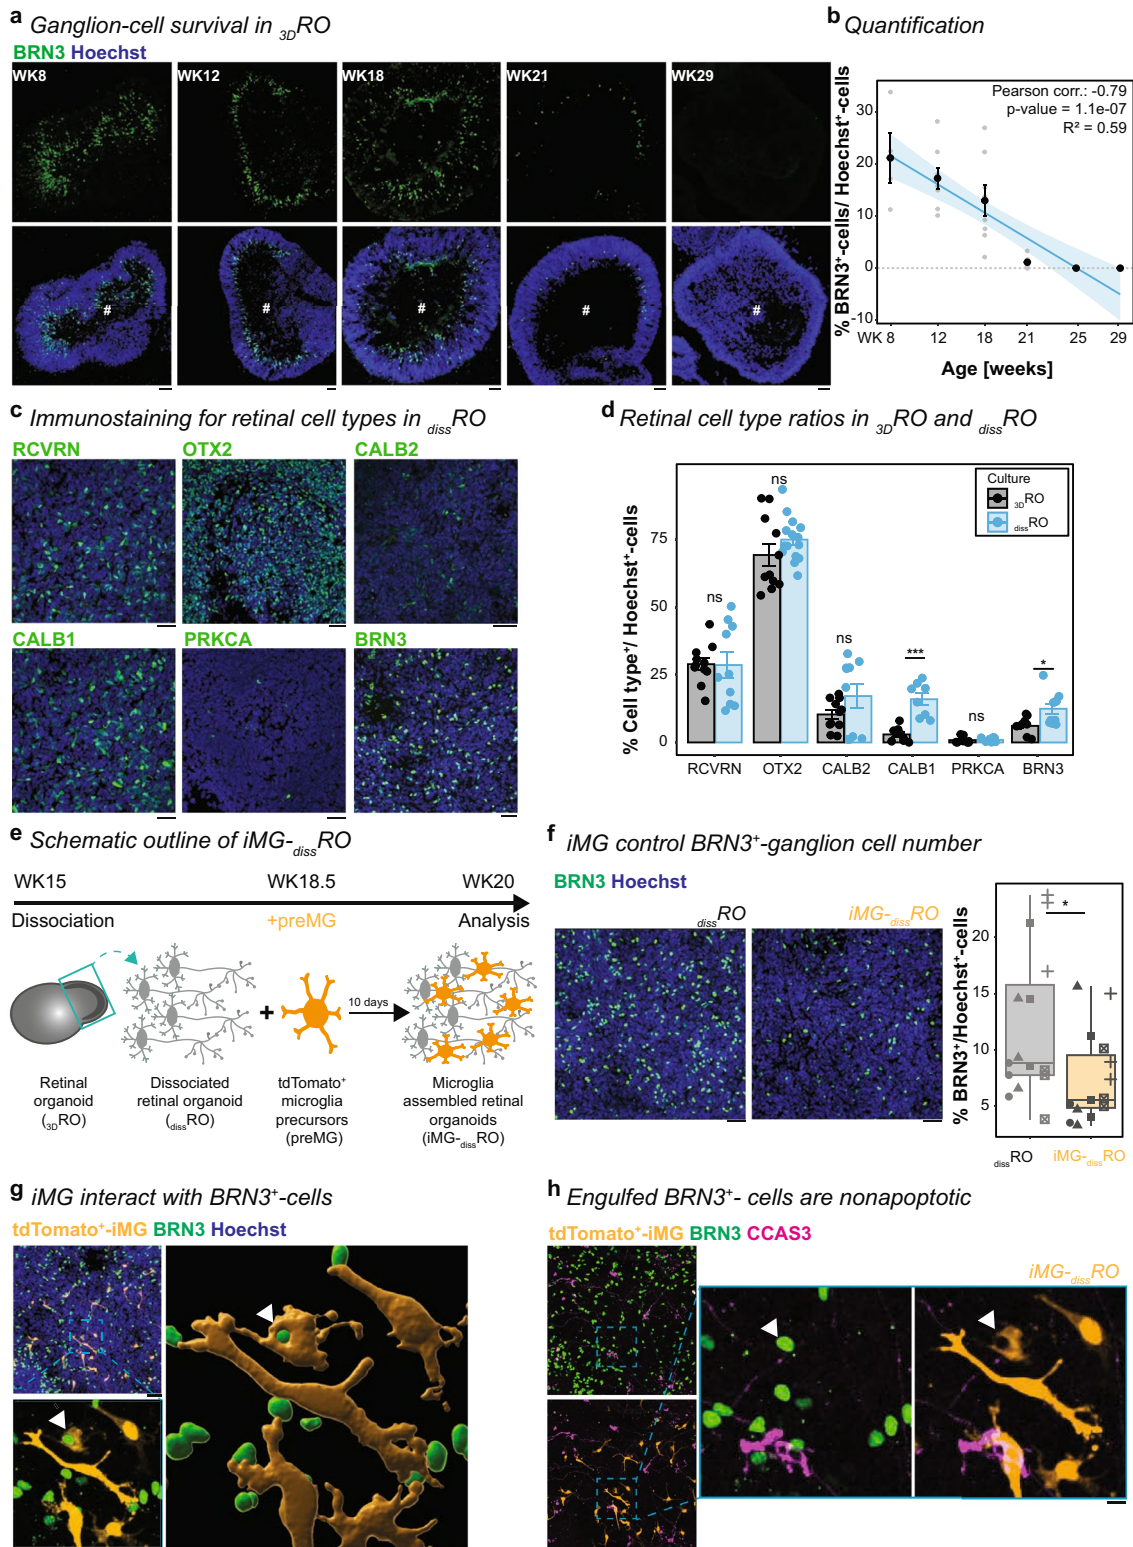 a Ganglion-cell survival in 3DRO
BRN3 Hoechst
WK8 WK12 WK18 WK21 WK29
# # # # #
b Quantification
Pearson corr.: -0.79
p-value = 1.1e-07
R² = 0.59
% BRN3⁺-cells/ Hoechst⁺-cells
30
20
10
0
-10
WK 8 12 18 21 25 29
Age [weeks]
c Immunostaining for retinal cell types in dissRO
RCVRN OTX2 CALB2
CALB1 PRKCA BRN3
d Retinal cell type ratios in 3DRO and dissRO
Culture
3DRO
dissRO
% Cell type⁺/ Hoechst⁺-cells
75
50
25
0
ns ns ns *** ns *
RCVRN OTX2 CALB2 CALB1 PRKCA BRN3
e Schematic outline of iMG-dissRO
WK15 WK18.5 WK20
Dissociation +preMG Analysis
+ 10 days
Retinal organoid (3DRO)
Dissociated retinal organoid (dissRO)
tdTomato⁺ microglia precursors (preMG)
Microglia assembled retinal organoids (iMG-dissRO)
f iMG control BRN3⁺-ganglion cell number
BRN3 Hoechst
dissRO iMG-dissRO
% BRN3⁺/Hoechst⁺-cells
20
15
10
5
*
dissRO iMG-dissRO
g iMG interact with BRN3⁺-cells
tdTomato⁺-iMG BRN3 Hoechst
h Engulfed BRN3⁺- cells are nonapoptotic
tdTomato⁺-iMG BRN3 CCAS3
iMG-dissRO